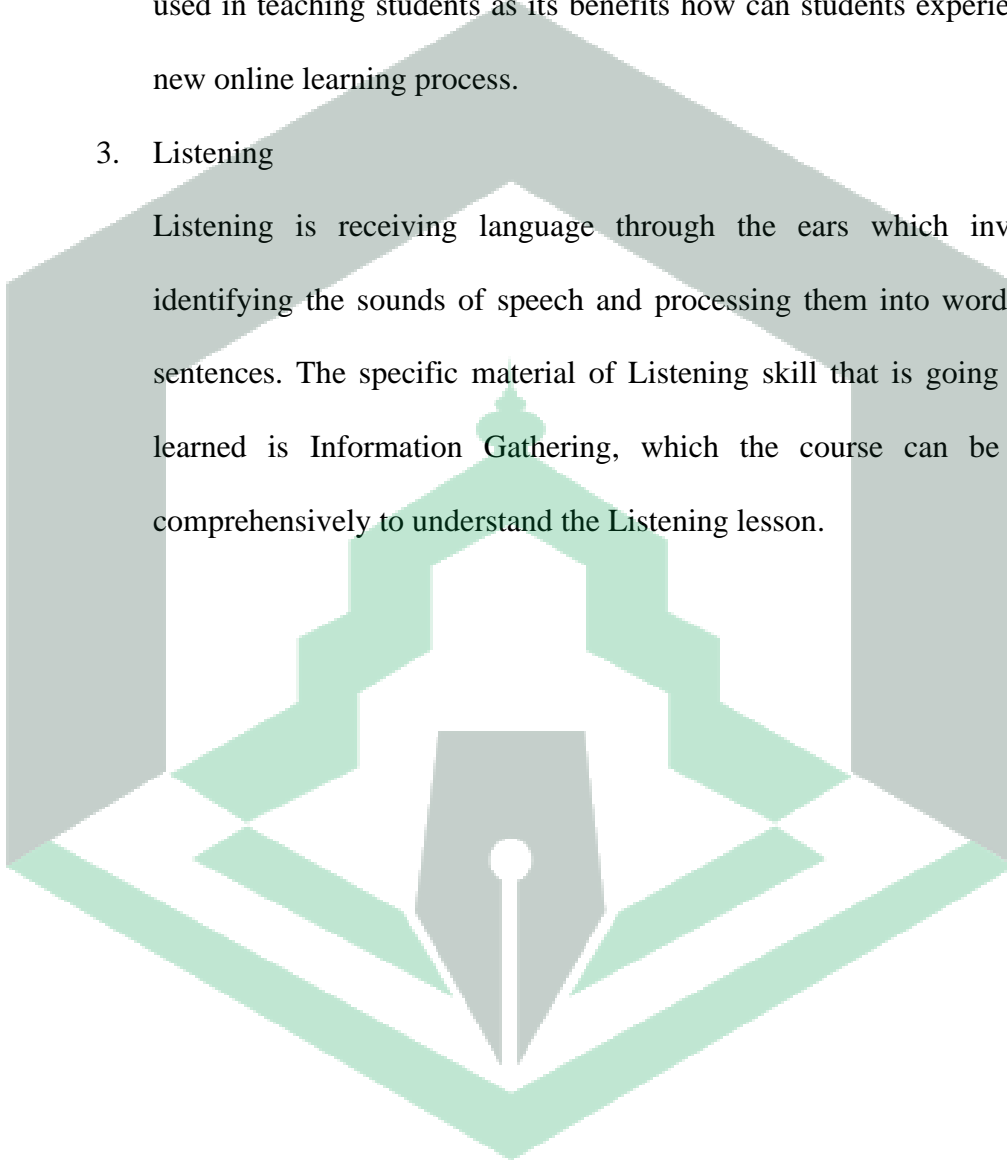 used in teaching students as its benefits how can students experie
new online learning process.
3. Listening
Listening is receiving language through the ears which inv
identifying the sounds of speech and processing them into word
sentences. The specific material of Listening skill that is going
learned is Information Gathering, which the course can be
comprehensively to understand the Listening lesson.